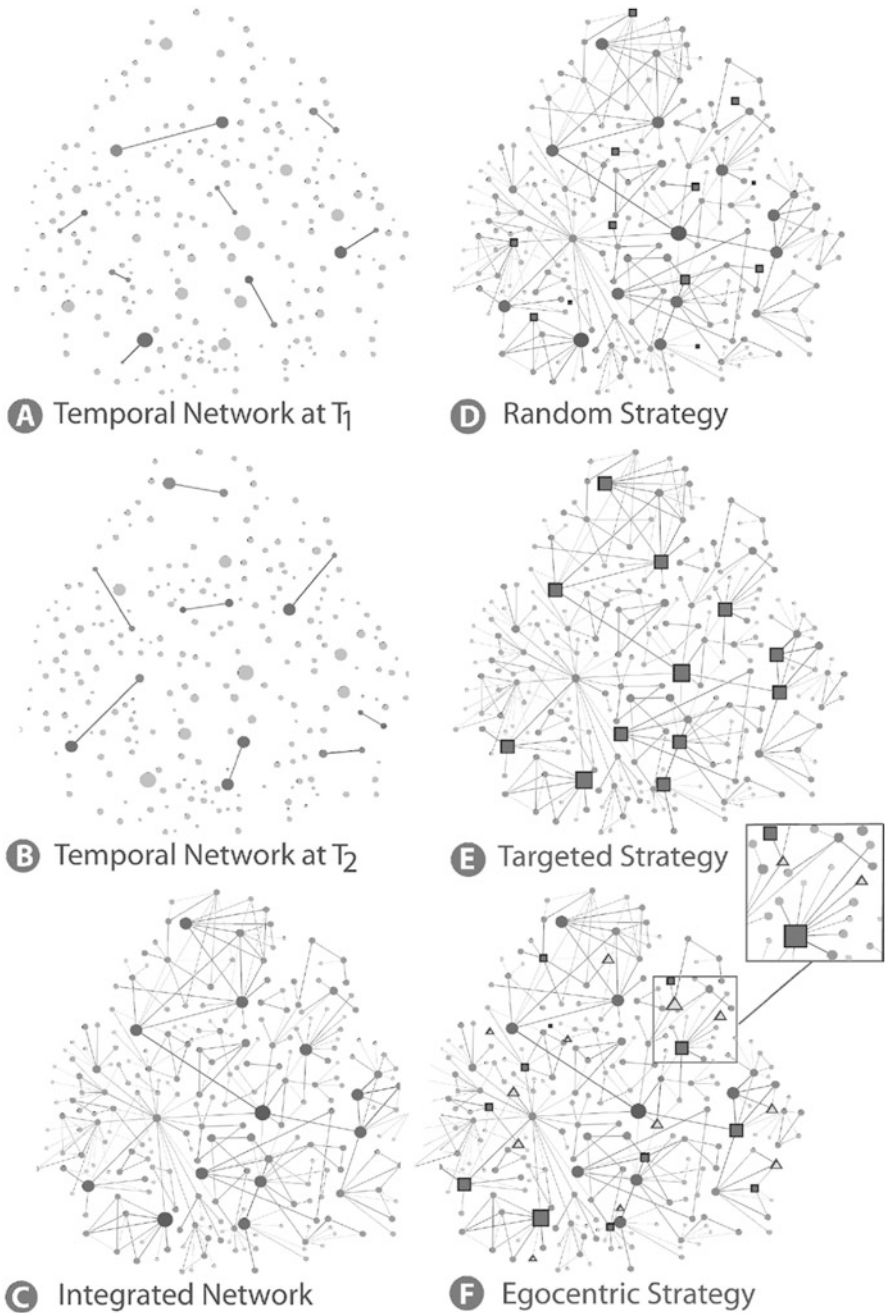 A Temporal Network at T1
D Random Strategy
B Temporal Network at T2
E Targeted Strategy
C Integrated Network
F Egocentric Strategy